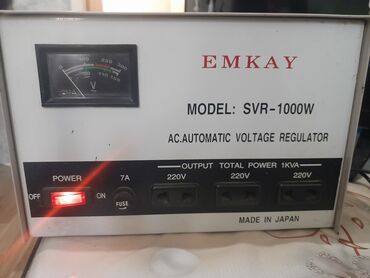 EMKAY
V
MODEL: SVR-1000W
AC.AUTOMATIC VOLTAGE REGULATOR
OUTPUT TOTAL POWER 1KVA
POWER 7A 220V 220V 220V
OFF ON
FUSE
MADE IN JAPAN